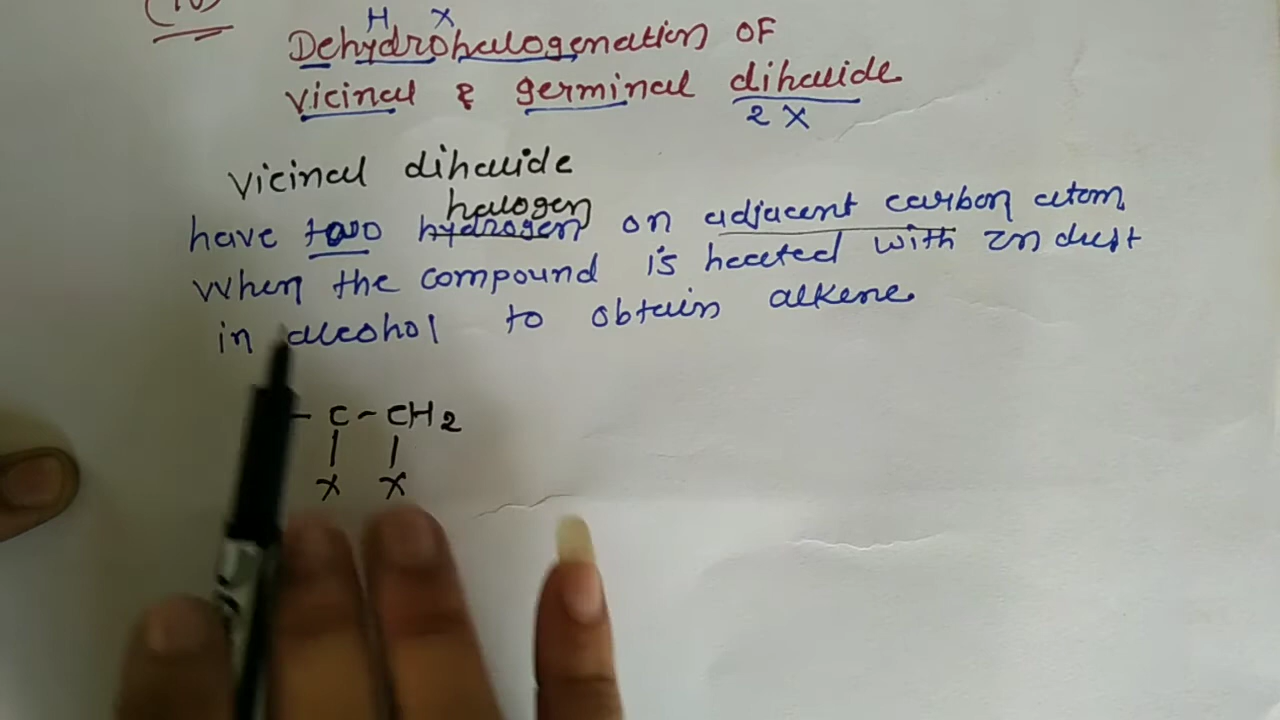 H X
Dehydrohalogenation OF
vicinal & germinal dihalide
2 X
vicinal dihalide
halogen
have two hydrogen on adjacent carbon atom
When the compound is heated with zn dust
in alcohol to obtain alkene
- C - CH2
| |
X X